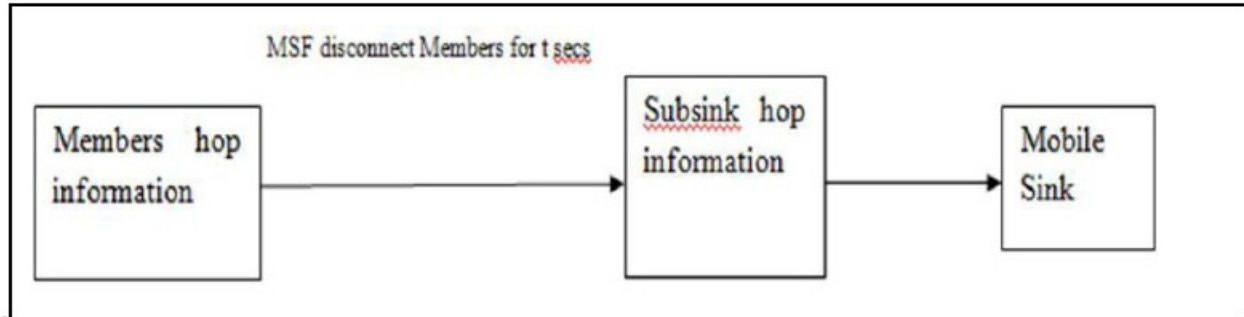 MSF disconnect Members for t secs
Members hop
information
Subsink hop
information
Mobile
Sink